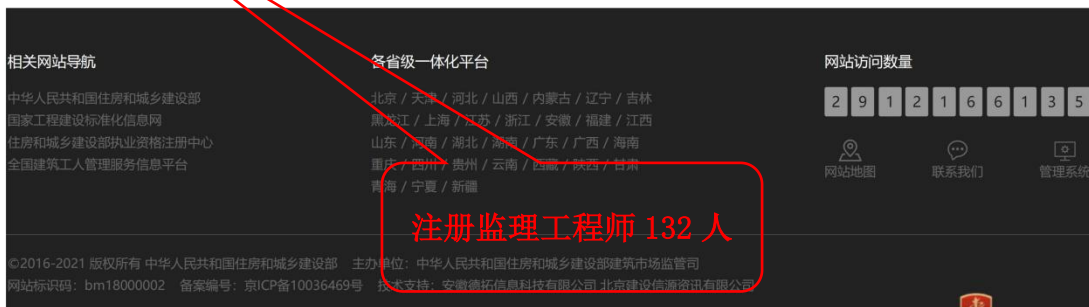 相关网站导航
中华人民共和国住房和城乡建设部
国家工程建设标准化信息网
住房和城乡建设部执业资格注册中心
全国建筑工人管理服务信息平台
各省级一体化平台
北京 / 天津 / 河北 / 山西 / 内蒙古 / 辽宁 / 吉林
黑龙江 / 上海 / 江苏 / 浙江 / 安徽 / 福建 / 江西
山东 / 河南 / 湖北 / 湖南 / 广东 / 广西 / 海南
重庆 / 四川 / 贵州 / 云南 / 西藏 / 陕西 / 甘肃
青海 / 宁夏 / 新疆
网站访问数量
2 9 1 2 1 6 6 1 3 5
网站地图
联系我们
管理系统
注册监理工程师 132 人
©2016-2021 版权所有 中华人民共和国住房和城乡建设部 主办单位：中华人民共和国住房和城乡建设部建筑市场监管司
网站标识码：bm18000002 备案编号：京ICP备10036469号 技术支持：安徽德拓信息科技有限公司 北京建设信源资讯有限公司